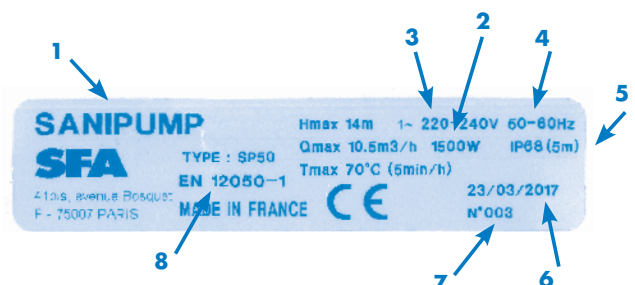 1
3
2
4
5
SANIPUMP
SFA
41bis, avenue Bosquet
F - 75007 PARIS
TYPE : SP50
EN 12050-1
MADE IN FRANCE
CE
Hmax 14m 1~ 220-240V 50-60Hz
Qmax 10.5m3/h 1500W IP68 (5m)
Tmax 70°C (5min/h)
23/03/2017
N°003
8
7
6